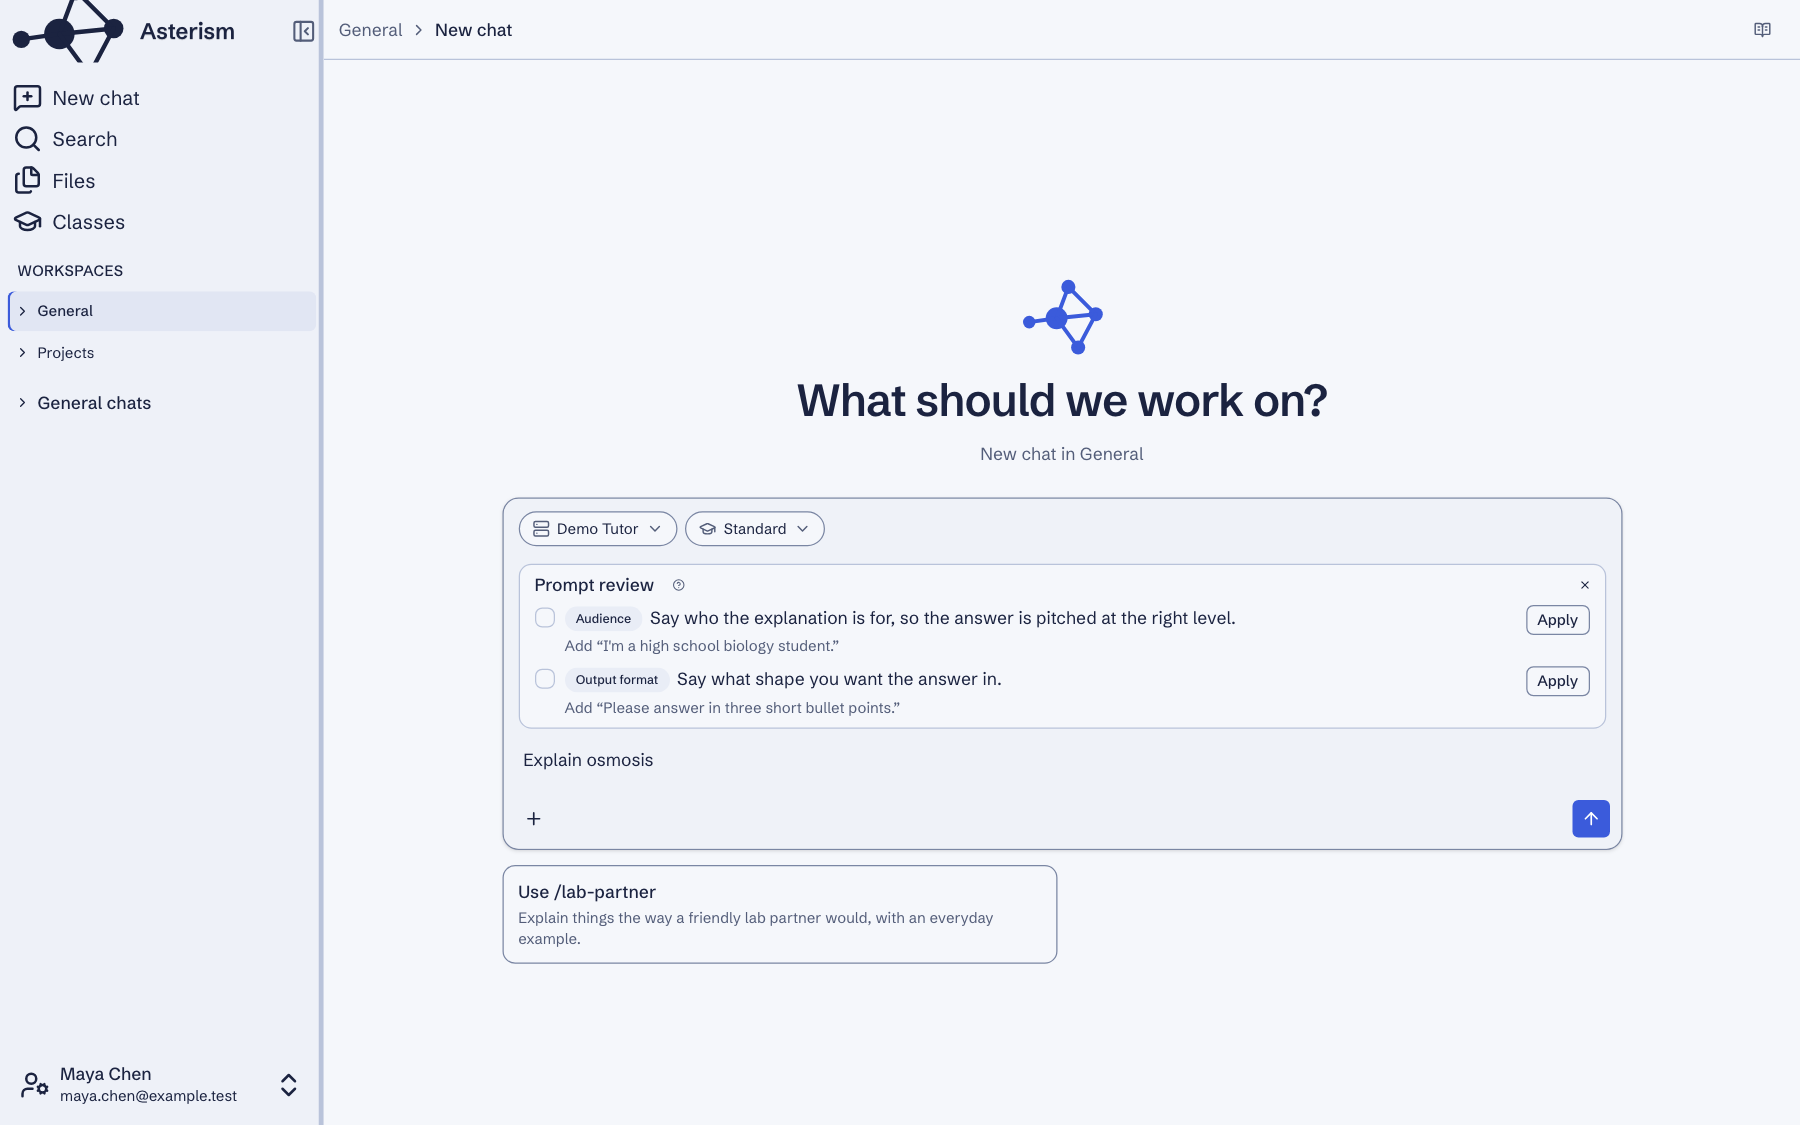 Asterism
General > New chat
New chat
Search
Files
Classes
WORKSPACES
General
Projects
General chats
Maya Chen
maya.chen@example.test
What should we work on?
New chat in General
Demo Tutor
Standard
Prompt review
Audience Say who the explanation is for, so the answer is pitched at the right level.
Apply
Add “I'm a high school biology student.”
Output format Say what shape you want the answer in.
Apply
Add “Please answer in three short bullet points.”
Explain osmosis
Use /lab-partner
Explain things the way a friendly lab partner would, with an everyday
example.